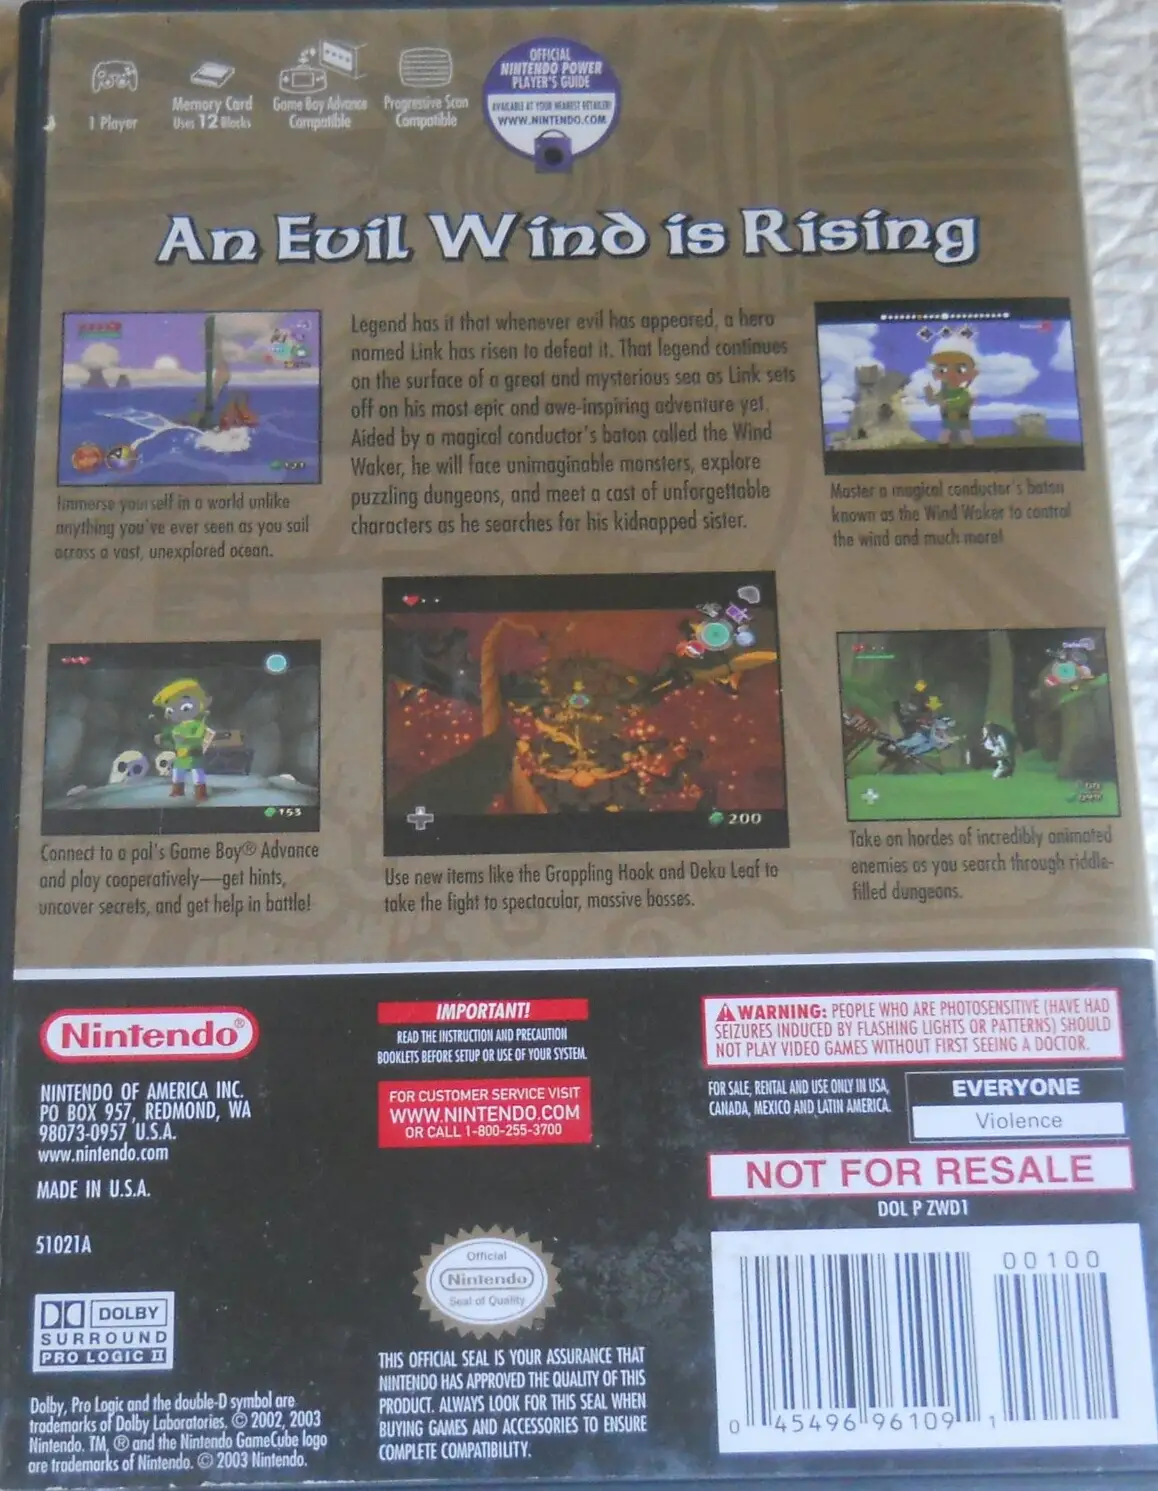 1 Player
Memory Card
Uses 12 Blocks
Game Boy Advance
Compatible
Progressive Scan
Compatible
OFFICIAL
NINTENDO POWER
PLAYER'S GUIDE
AVAILABLE AT YOUR NEAREST RETAILER!
WWW.NINTENDO.COM
An Evil Wind is Rising
Legend has it that whenever evil has appeared, a hero
named Link has risen to defeat it. That legend continues
on the surface of a great and mysterious sea as Link sets
off on his most epic and awe-inspiring adventure yet.
Aided by a magical conductor's baton called the Wind
Waker, he will face unimaginable monsters, explore
puzzling dungeons, and meet a cast of unforgettable
characters as he searches for his kidnapped sister.
Immerse yourself in a world unlike
anything you've ever seen as you sail
across a vast, unexplored ocean.
Master a magical conductor's baton
known as the Wind Waker to control
the wind and much more!
153
200
Connect to a pal's Game Boy® Advance
and play cooperatively—get hints,
uncover secrets, and get help in battle!
Use new items like the Grappling Hook and Deku Leaf to
take the fight to spectacular, massive bosses.
Take on hordes of incredibly animated
enemies as you search through riddle-
filled dungeons.
Nintendo®
NINTENDO OF AMERICA INC.
PO BOX 957, REDMOND, WA
98073-0957 U.S.A.
www.nintendo.com
MADE IN U.S.A.
51021A
DOLBY
SURROUND
PRO LOGIC II
Dolby, Pro Logic and the double-D symbol are
trademarks of Dolby Laboratories. © 2002, 2003
Nintendo. TM, ® and the Nintendo GameCube logo
are trademarks of Nintendo. © 2003 Nintendo.
IMPORTANT!
READ THE INSTRUCTION AND PRECAUTION
BOOKLETS BEFORE SETUP OR USE OF YOUR SYSTEM.
FOR CUSTOMER SERVICE VISIT
WWW.NINTENDO.COM
OR CALL 1-800-255-3700
Official
Nintendo
Seal of Quality
THIS OFFICIAL SEAL IS YOUR ASSURANCE THAT
NINTENDO HAS APPROVED THE QUALITY OF THIS
PRODUCT. ALWAYS LOOK FOR THIS SEAL WHEN
BUYING GAMES AND ACCESSORIES TO ENSURE
COMPLETE COMPATIBILITY.
WARNING: PEOPLE WHO ARE PHOTOSENSITIVE (HAVE HAD
SEIZURES INDUCED BY FLASHING LIGHTS OR PATTERNS) SHOULD
NOT PLAY VIDEO GAMES WITHOUT FIRST SEEING A DOCTOR.
FOR SALE, RENTAL AND USE ONLY IN USA,
CANADA, MEXICO AND LATIN AMERICA.
EVERYONE
Violence
NOT FOR RESALE
DOL P ZWD1
00100
0 45496 96109 1